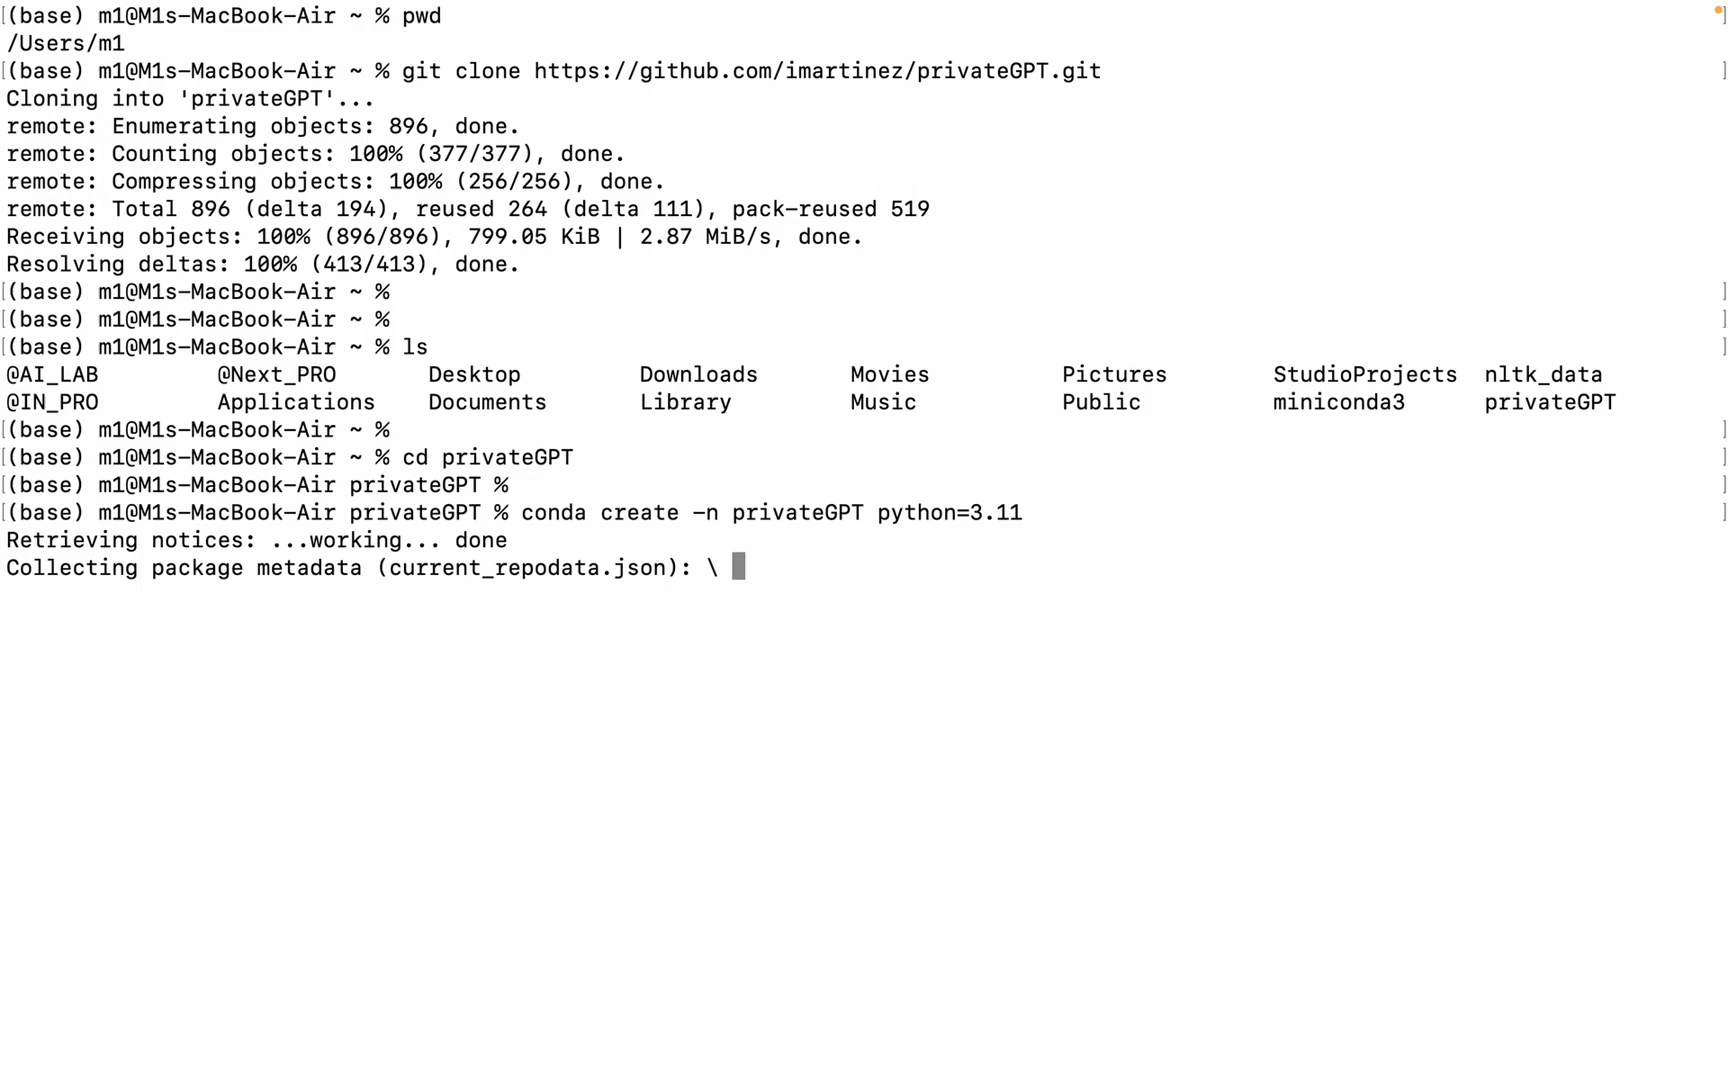 [(base) m1@M1s-MacBook-Air ~ % pwd ]
/Users/m1
[(base) m1@M1s-MacBook-Air ~ % git clone https://github.com/imartinez/privateGPT.git ]
Cloning into 'privateGPT'...
remote: Enumerating objects: 896, done.
remote: Counting objects: 100% (377/377), done.
remote: Compressing objects: 100% (256/256), done.
remote: Total 896 (delta 194), reused 264 (delta 111), pack-reused 519
Receiving objects: 100% (896/896), 799.05 KiB | 2.87 MiB/s, done.
Resolving deltas: 100% (413/413), done.
[(base) m1@M1s-MacBook-Air ~ % ]
[(base) m1@M1s-MacBook-Air ~ % ]
[(base) m1@M1s-MacBook-Air ~ % ls ]
@AI_LAB @Next_PRO Desktop Downloads Movies Pictures StudioProjects nltk_data
@IN_PRO Applications Documents Library Music Public miniconda3 privateGPT
[(base) m1@M1s-MacBook-Air ~ % ]
[(base) m1@M1s-MacBook-Air ~ % cd privateGPT ]
[(base) m1@M1s-MacBook-Air privateGPT % ]
[(base) m1@M1s-MacBook-Air privateGPT % conda create -n privateGPT python=3.11 ]
Retrieving notices: ...working... done
Collecting package metadata (current_repodata.json): \